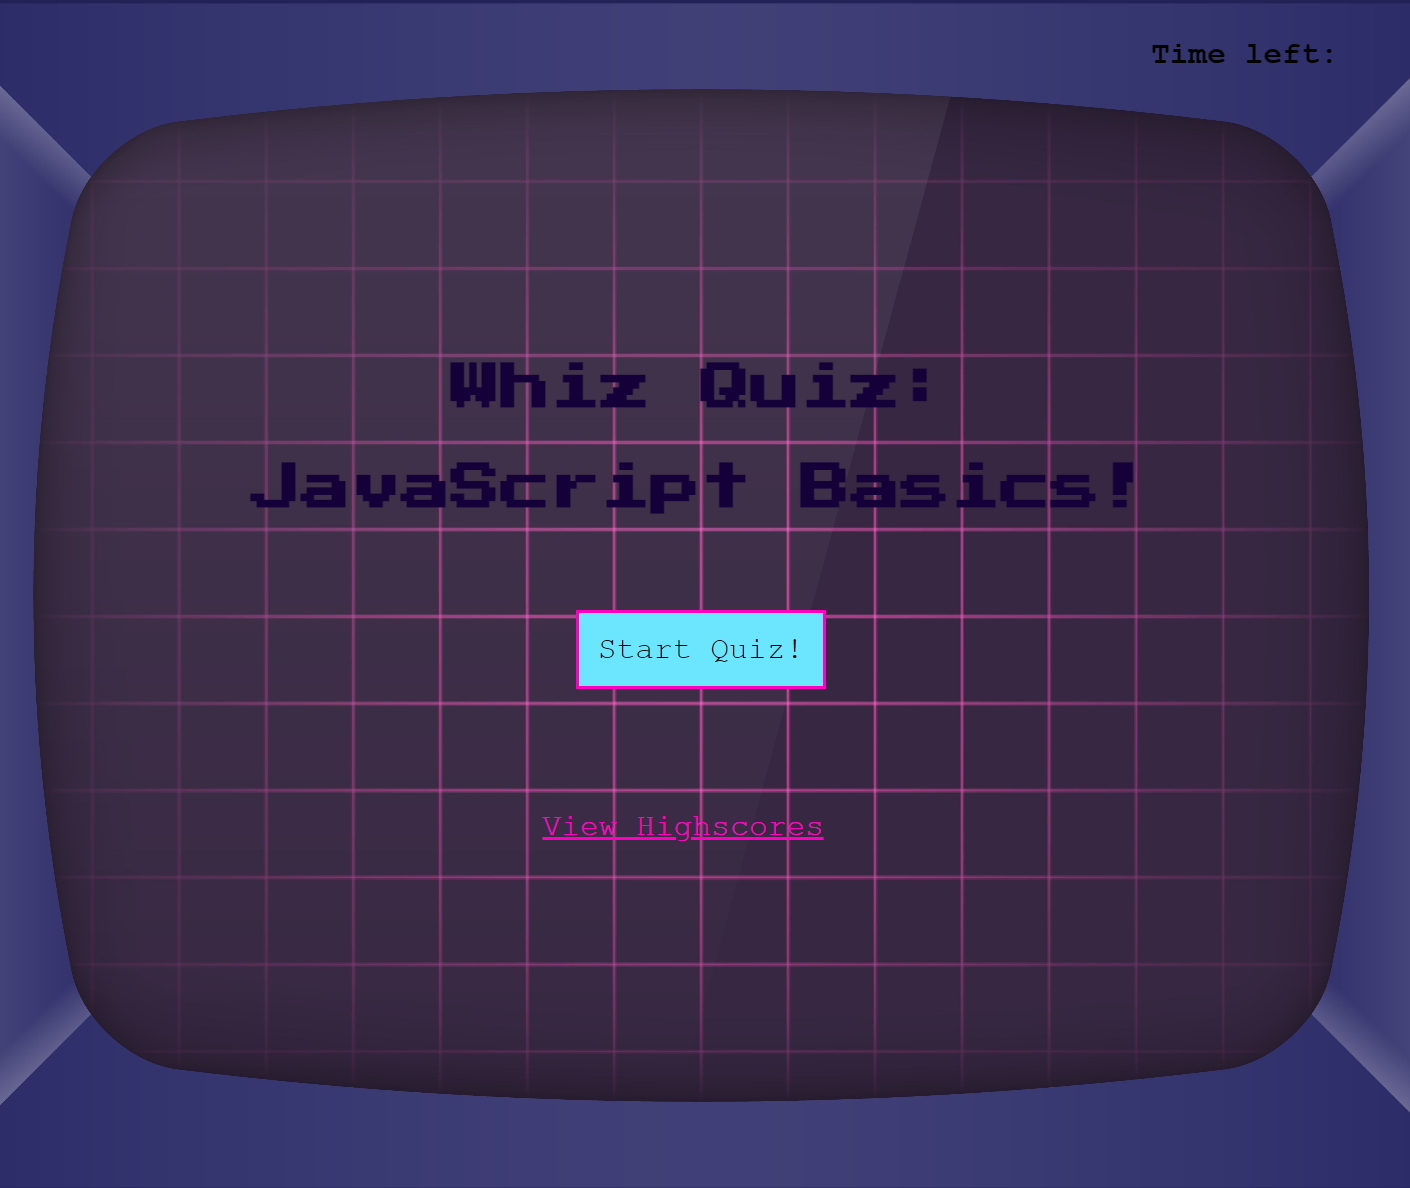 Time left:
Whiz Quiz:
JavaScript Basics!
Start Quiz!
View Highscores